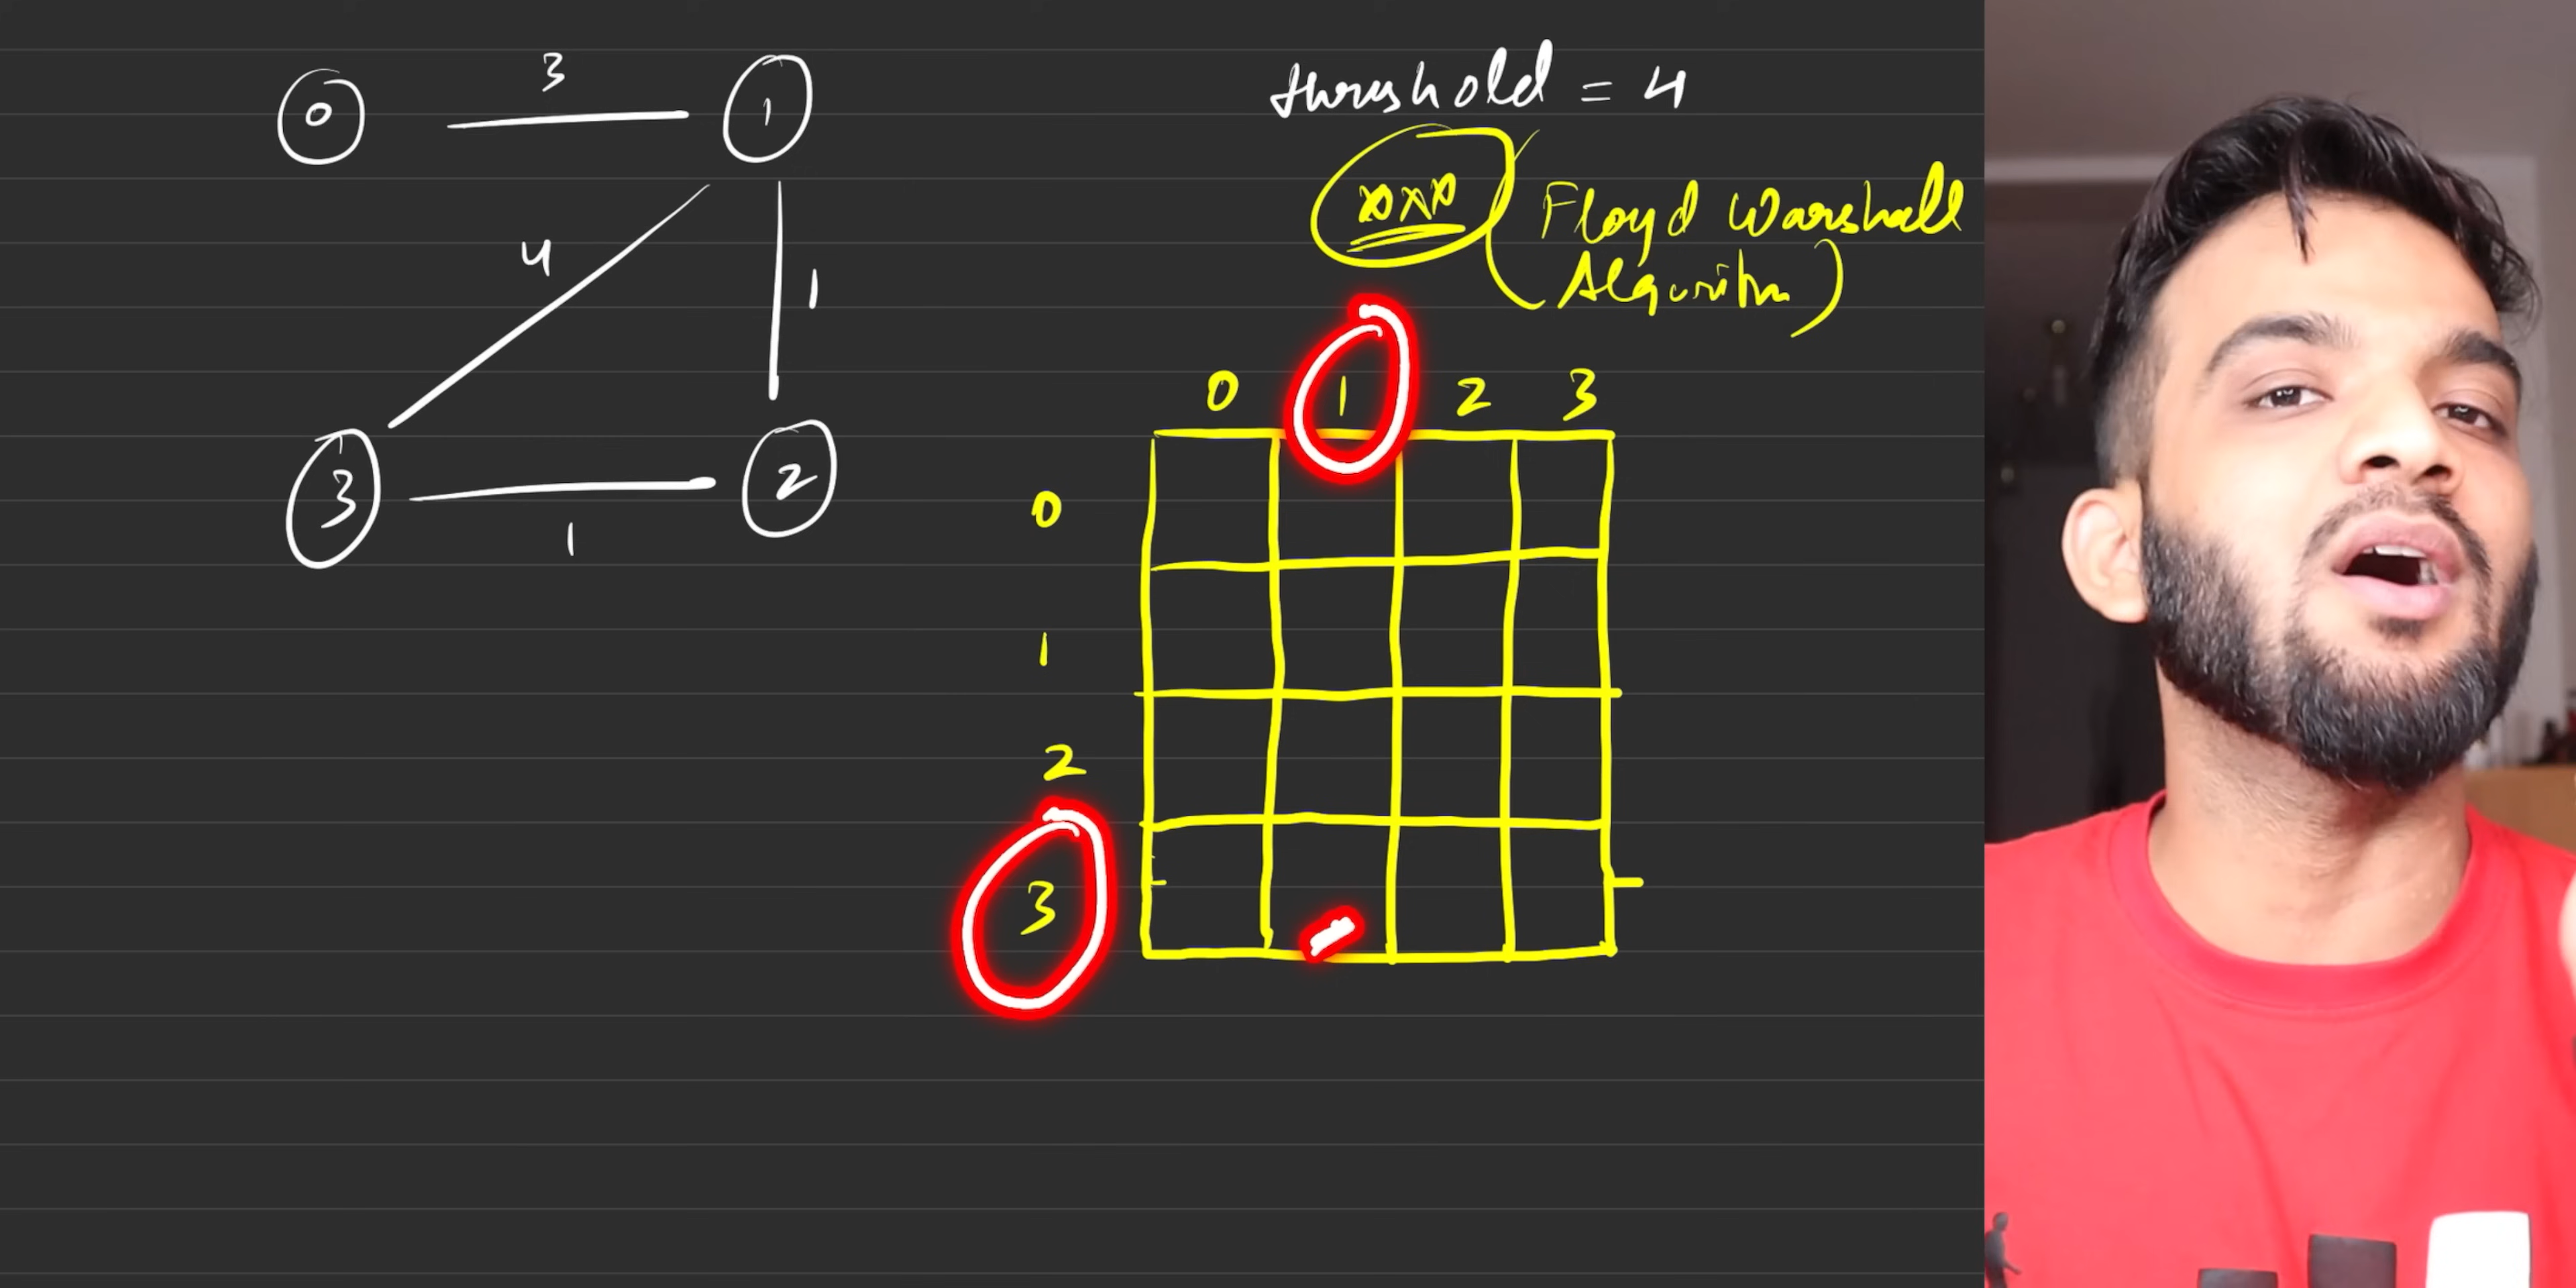 0 3 1
threshold = 4
Floyd Warshall
(Algorithm)
4 1
0 1 2 3
3 1 2
0
1
2
3